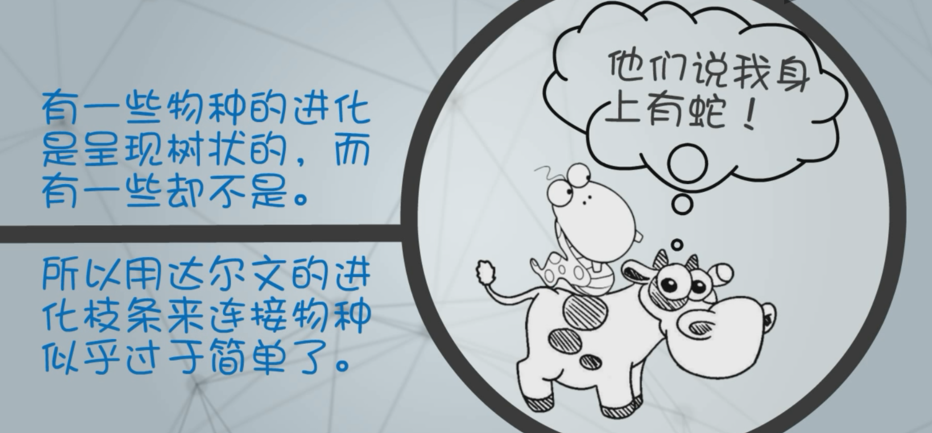 有一些物种的进化
是呈现树状的，而
有一些却不是。
所以用达尔文的进
化枝条来连接物种
似乎过于简单了。
他们说我身
上有蛇！